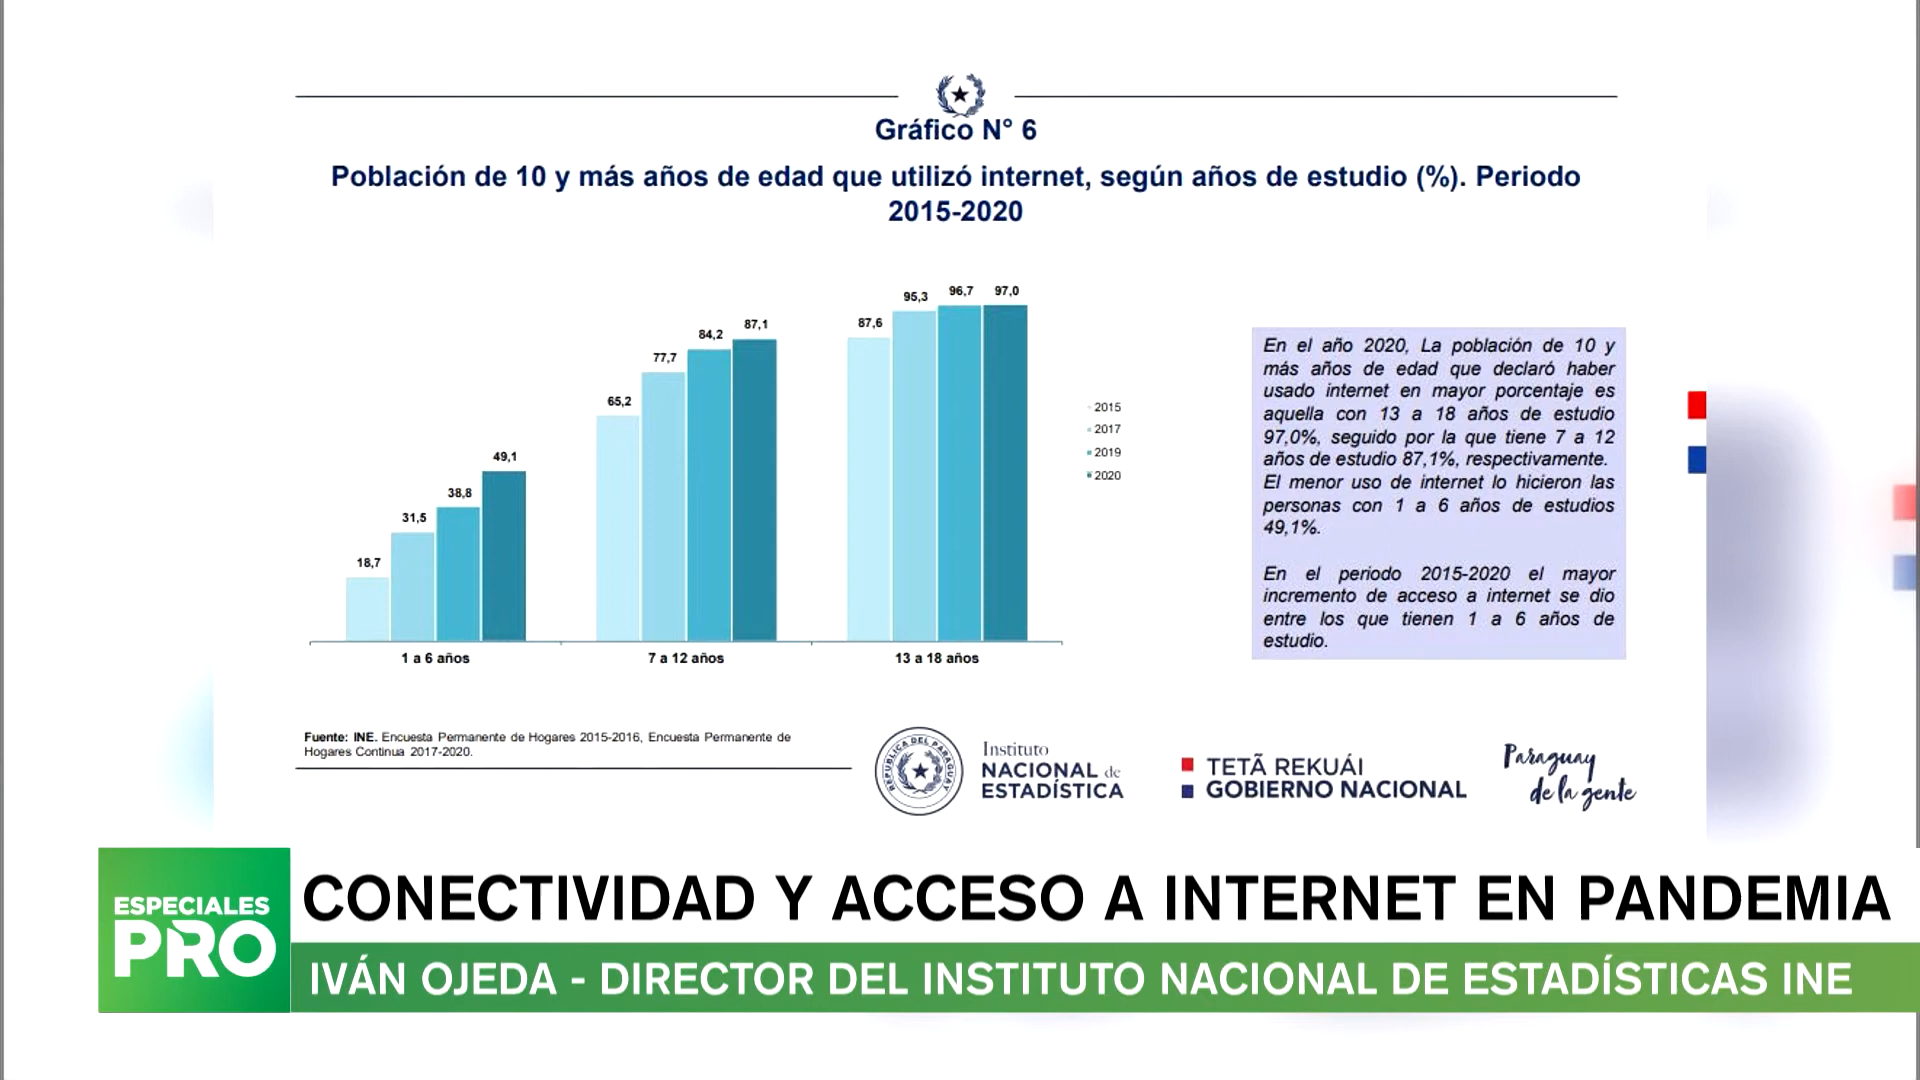 Gráfico N° 6
Población de 10 y más años de edad que utilizó internet, según años de estudio (%). Periodo
2015-2020
18,7
31,5
38,8
49,1
1 a 6 años
65,2
77,7
84,2
87,1
7 a 12 años
87,6
95,3
96,7
97,0
13 a 18 años
2015
2017
2019
2020
En el año 2020, La población de 10 y
más años de edad que declaró haber
usado internet en mayor porcentaje es
aquella con 13 a 18 años de estudio
97,0%, seguido por la que tiene 7 a 12
años de estudio 87,1%, respectivamente.
El menor uso de internet lo hicieron las
personas con 1 a 6 años de estudios
49,1%.
En el periodo 2015-2020 el mayor
incremento de acceso a internet se dio
entre los que tienen 1 a 6 años de
estudio.
Fuente: INE. Encuesta Permanente de Hogares 2015-2016, Encuesta Permanente de
Hogares Continua 2017-2020.
REPUBLICA DEL PARAGUAY
Instituto
NACIONAL de
ESTADÍSTICA
TETÃ REKUÁI
GOBIERNO NACIONAL
Paraguay
de la gente
ESPECIALES
PRO
CONECTIVIDAD Y ACCESO A INTERNET EN PANDEMIA
IVÁN OJEDA - DIRECTOR DEL INSTITUTO NACIONAL DE ESTADÍSTICAS INE